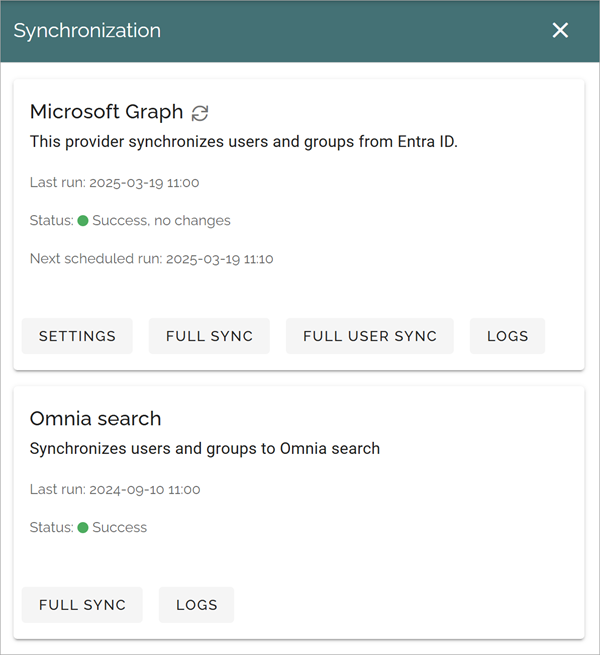 Synchronization
Microsoft Graph
This provider synchronizes users and groups from Entra ID.
Last run: 2025-03-19 11:00
Status: Success, no changes
Next scheduled run: 2025-03-19 11:10
SETTINGS FULL SYNC FULL USER SYNC LOGS
Omnia search
Synchronizes users and groups to Omnia search
Last run: 2024-09-10 11:00
Status: Success
FULL SYNC LOGS